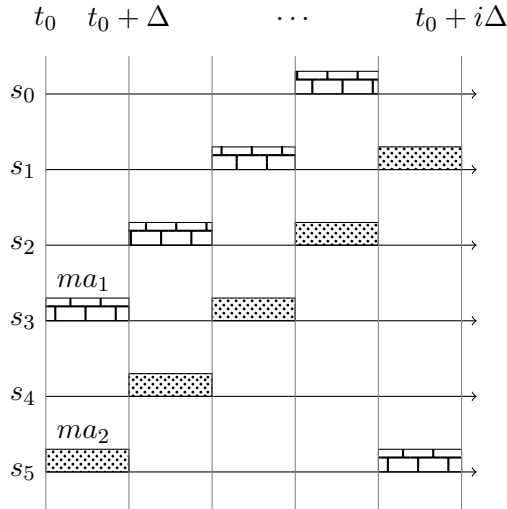 t₀ t₀ + Δ ⋯ t₀ + iΔ
s₀
s₁
s₂
ma₁
s₃
s₄
ma₂
s₅